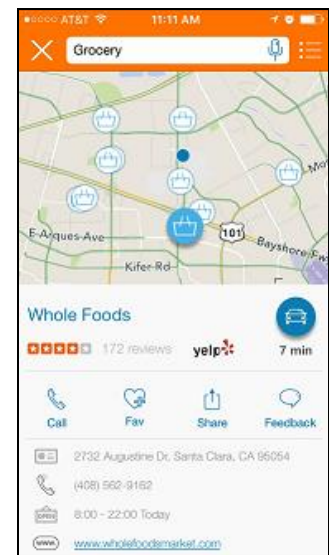 AT&T 11:11 AM
Grocery
E-Arques-Ave
101
Bayshore
Kifer-Rd
Whole Foods
172 reviews yelp 7 min
Call Fav Share Feedback
2732 Augustine Dr, Santa Clara, CA 95054
(408) 562-9162
OPEN 8:00 - 22:00 Today
www www.wholefoodsmarket.com